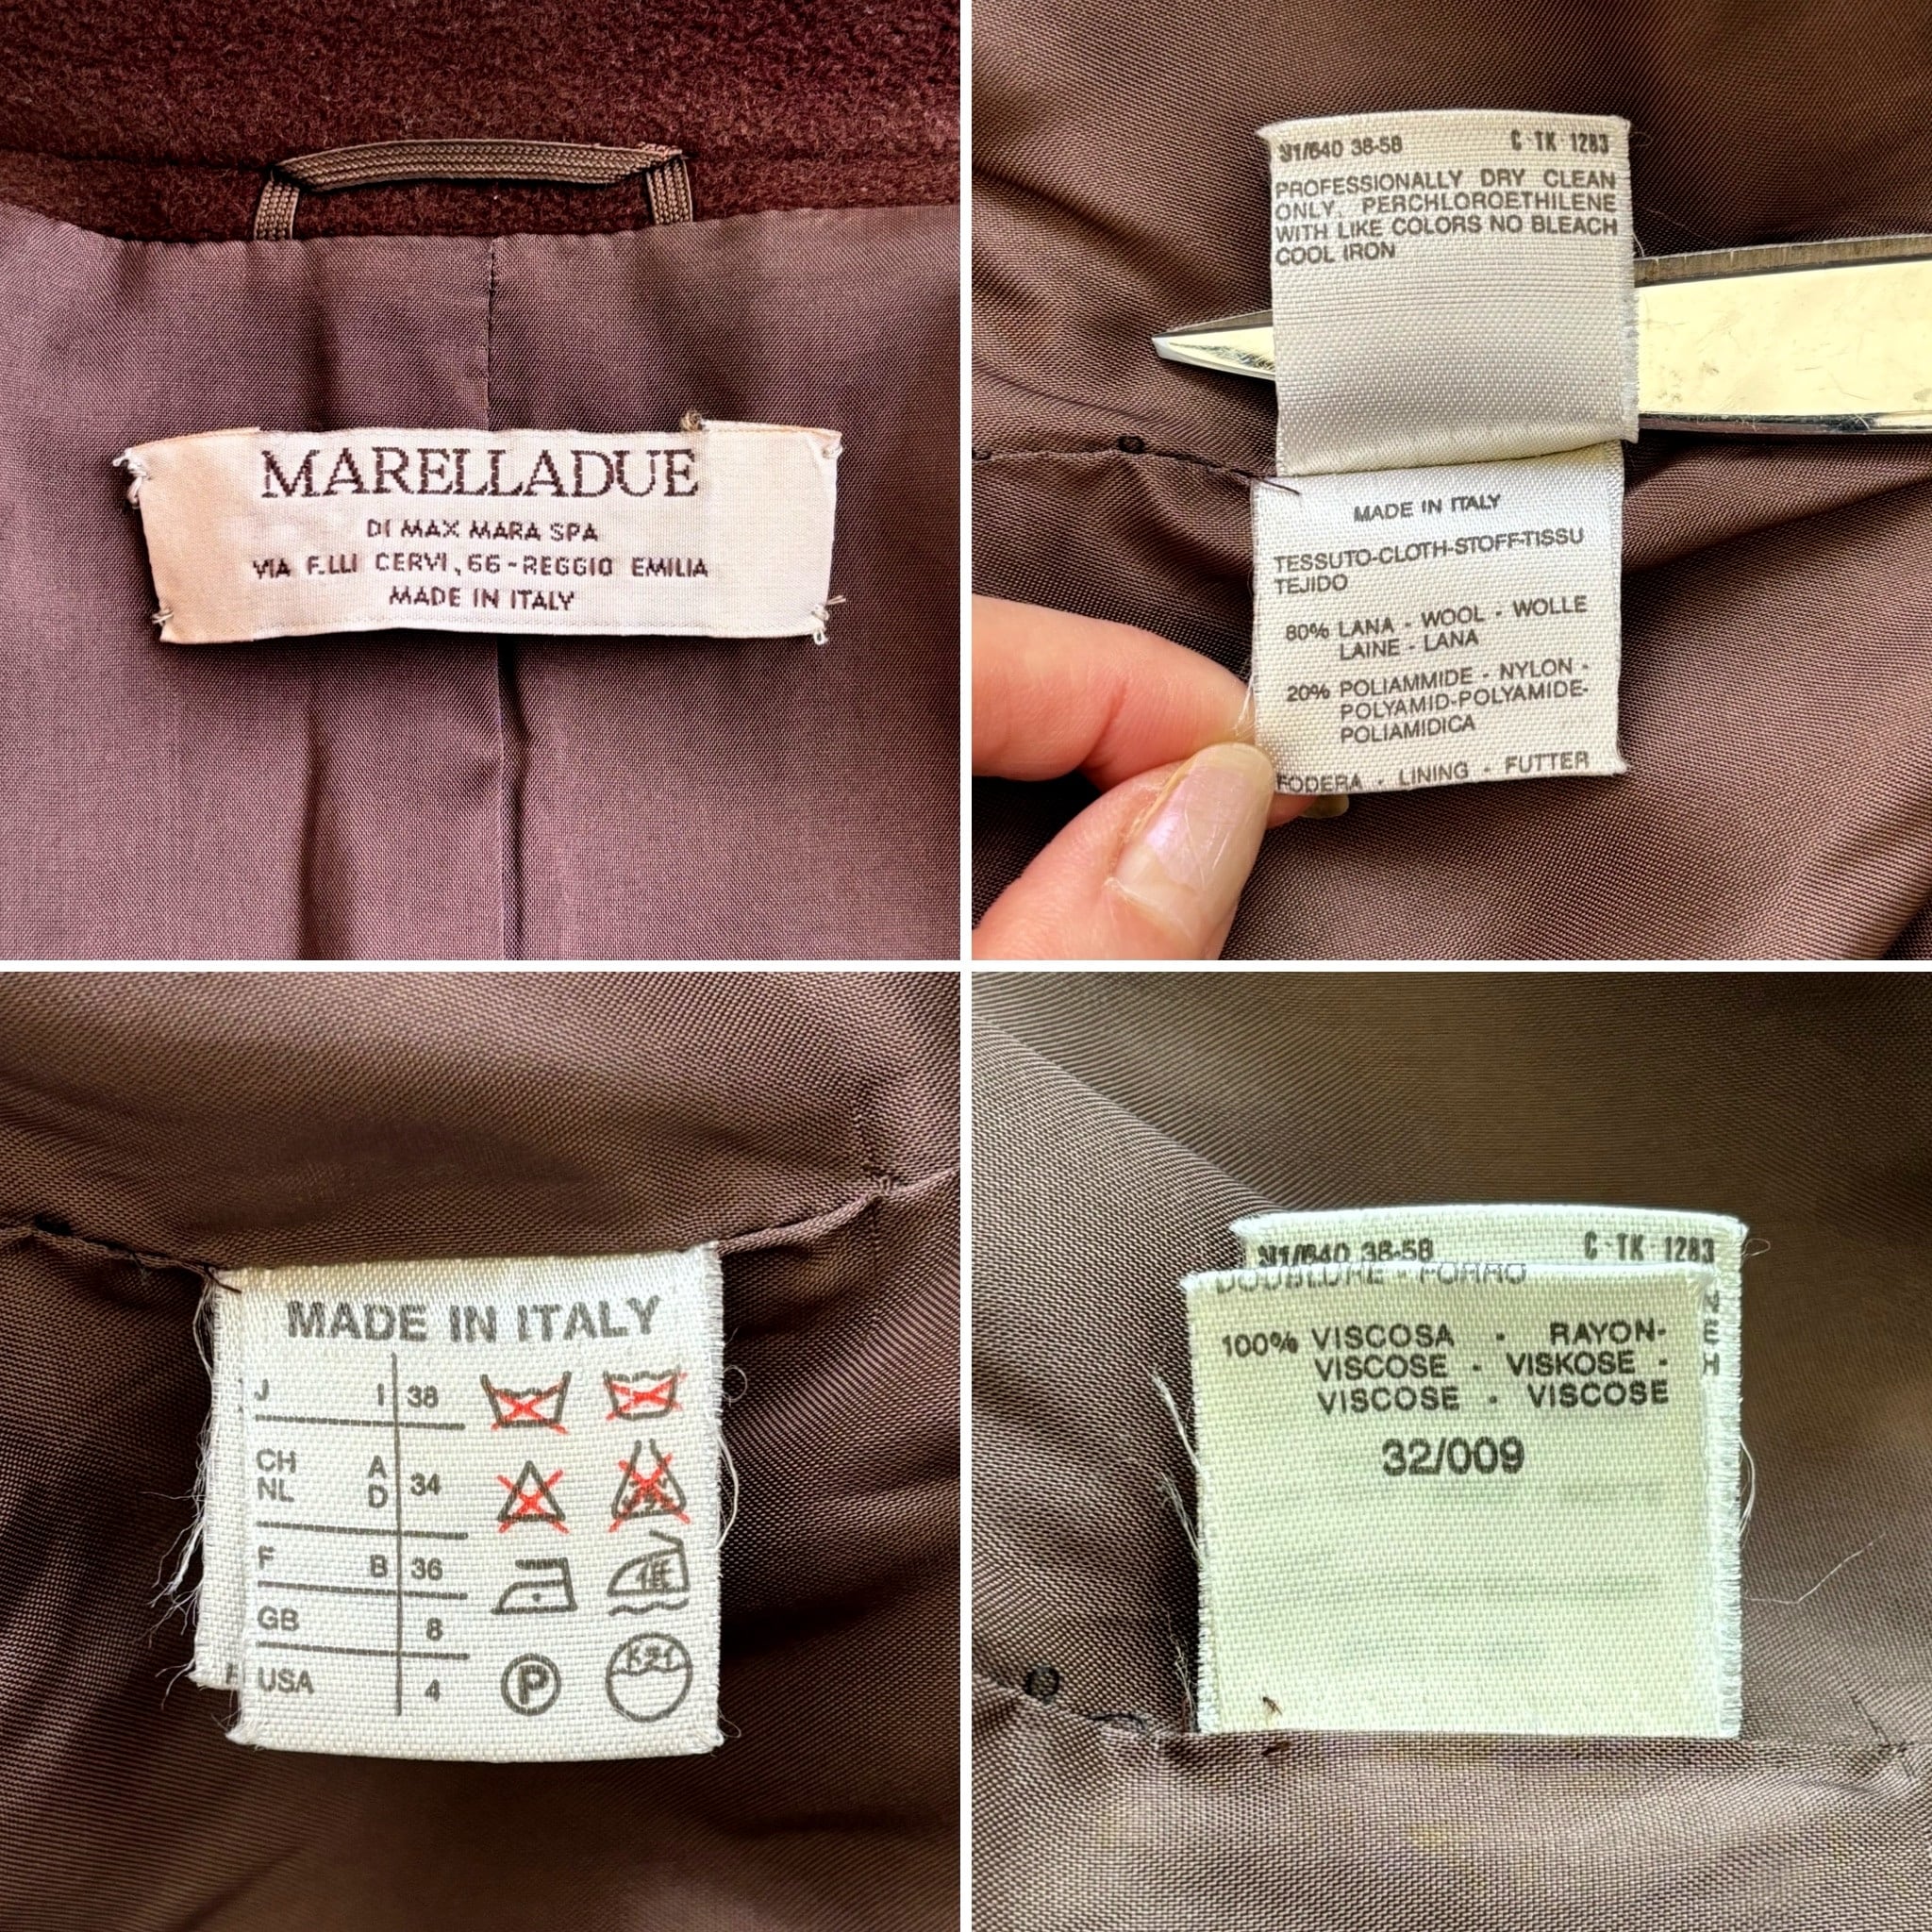 MARELLADUE
DI MAX MARA SPA
VIA F.LLI CERVI, 66-REGGIO EMILIA
MADE IN ITALY
1/640 38-58 C TK 1283
PROFESSIONALLY DRY CLEAN
ONLY, PERCHLOROETHILENE
WITH LIKE COLORS NO BLEACH
COOL IRON
MADE IN ITALY
TESSUTO-CLOTH-STOFF-TISSU
TEJIDO
80% LANA - WOOL - WOLLE
LAINE - LANA
20% POLIAMMIDE - NYLON -
POLYAMID-POLYAMIDE-
POLIAMIDICA
FODERA - LINING - FUTTER
MADE IN ITALY
J I 38
CH A
NL D 34
F B 36
GB 8
USA 4
P
1/640 38-58 C TK 1283
DOUBLURE - FORRO
100% VISCOSA - RAYON-
VISCOSE - VISKOSE -
VISCOSE - VISCOSE
32/009